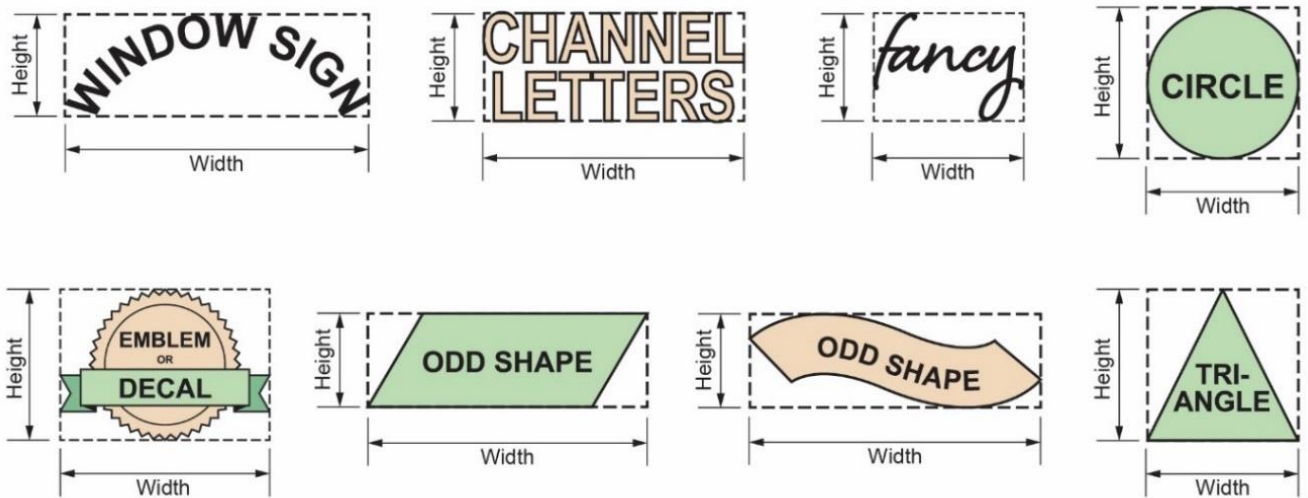 Height
WINDOW SIGN
Width
Height
CHANNEL
LETTERS
Width
Height
fancy
Width
Height
CIRCLE
Width
Height
EMBLEM
OR
DECAL
Width
Height
ODD SHAPE
Width
Height
ODD SHAPE
Width
Height
TRI-
ANGLE
Width